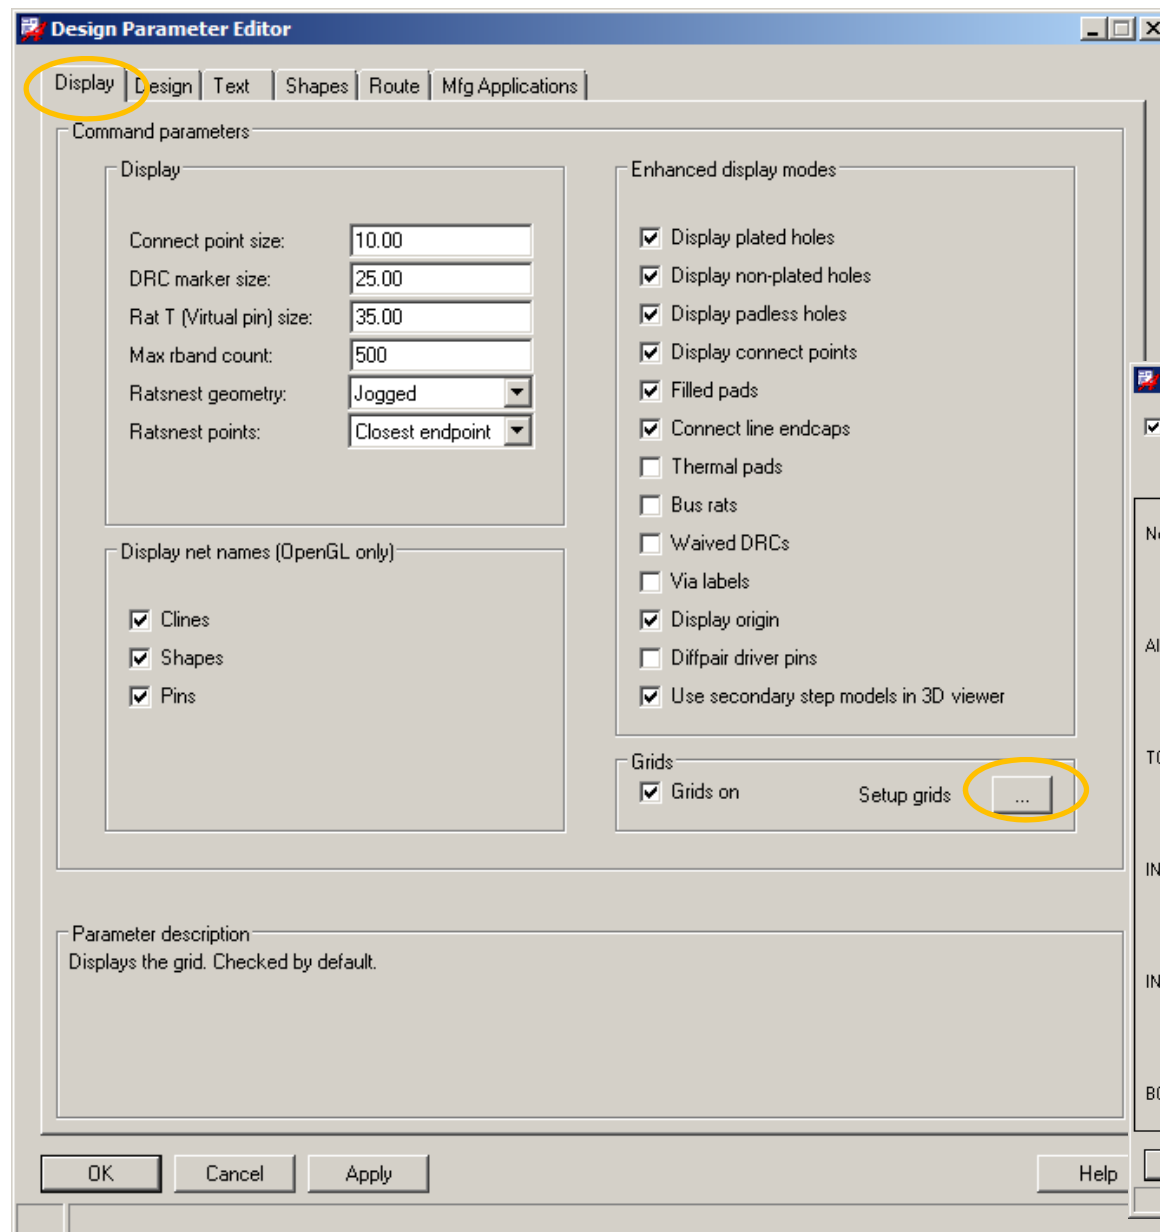 Design Parameter Editor
Display Design Text Shapes Route Mfg Applications
Command parameters
Display
Connect point size: 10.00
DRC marker size: 25.00
Rat T (Virtual pin) size: 35.00
Max rband count: 500
Ratsnest geometry: Jogged
Ratsnest points: Closest endpoint
Display net names (OpenGL only)
Clines
Shapes
Pins
Enhanced display modes
Display plated holes
Display non-plated holes
Display padless holes
Display connect points
Filled pads
Connect line endcaps
Thermal pads
Bus rats
Waived DRCs
Via labels
Display origin
Diffpair driver pins
Use secondary step models in 3D viewer
Grids
Grids on Setup grids ...
Parameter description
Displays the grid. Checked by default.
OK Cancel Apply Help